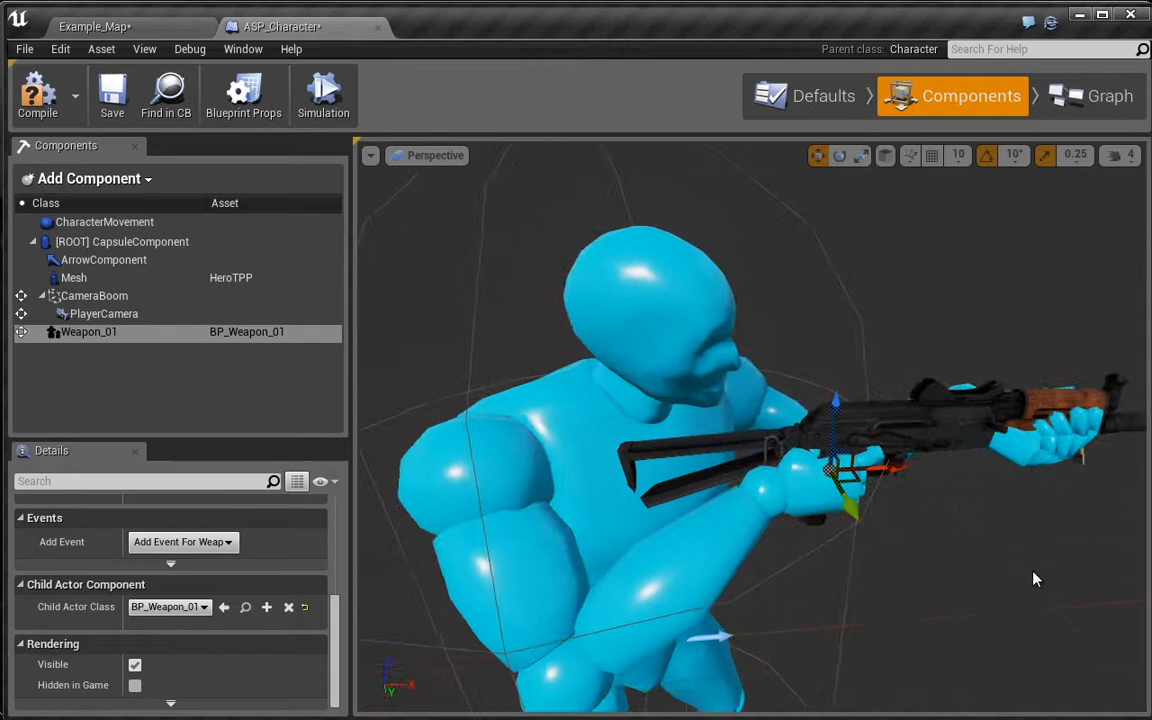 Example_Map*
ASP_Character*
File Edit Asset View Debug Window Help
Parent class: Character
Search For Help
Compile
Save
Find in CB
Blueprint Props
Simulation
Defaults
Components
Graph
Components
Add Component
Class Asset
CharacterMovement
[ROOT] CapsuleComponent
ArrowComponent
Mesh HeroTPP
CameraBoom
PlayerCamera
Weapon_01 BP_Weapon_01
Details
Search
Events
Add Event Add Event For Weap
Child Actor Component
Child Actor Class BP_Weapon_01
Rendering
Visible
Hidden in Game
Perspective
10 10° 0.25 4
Z
X
Y